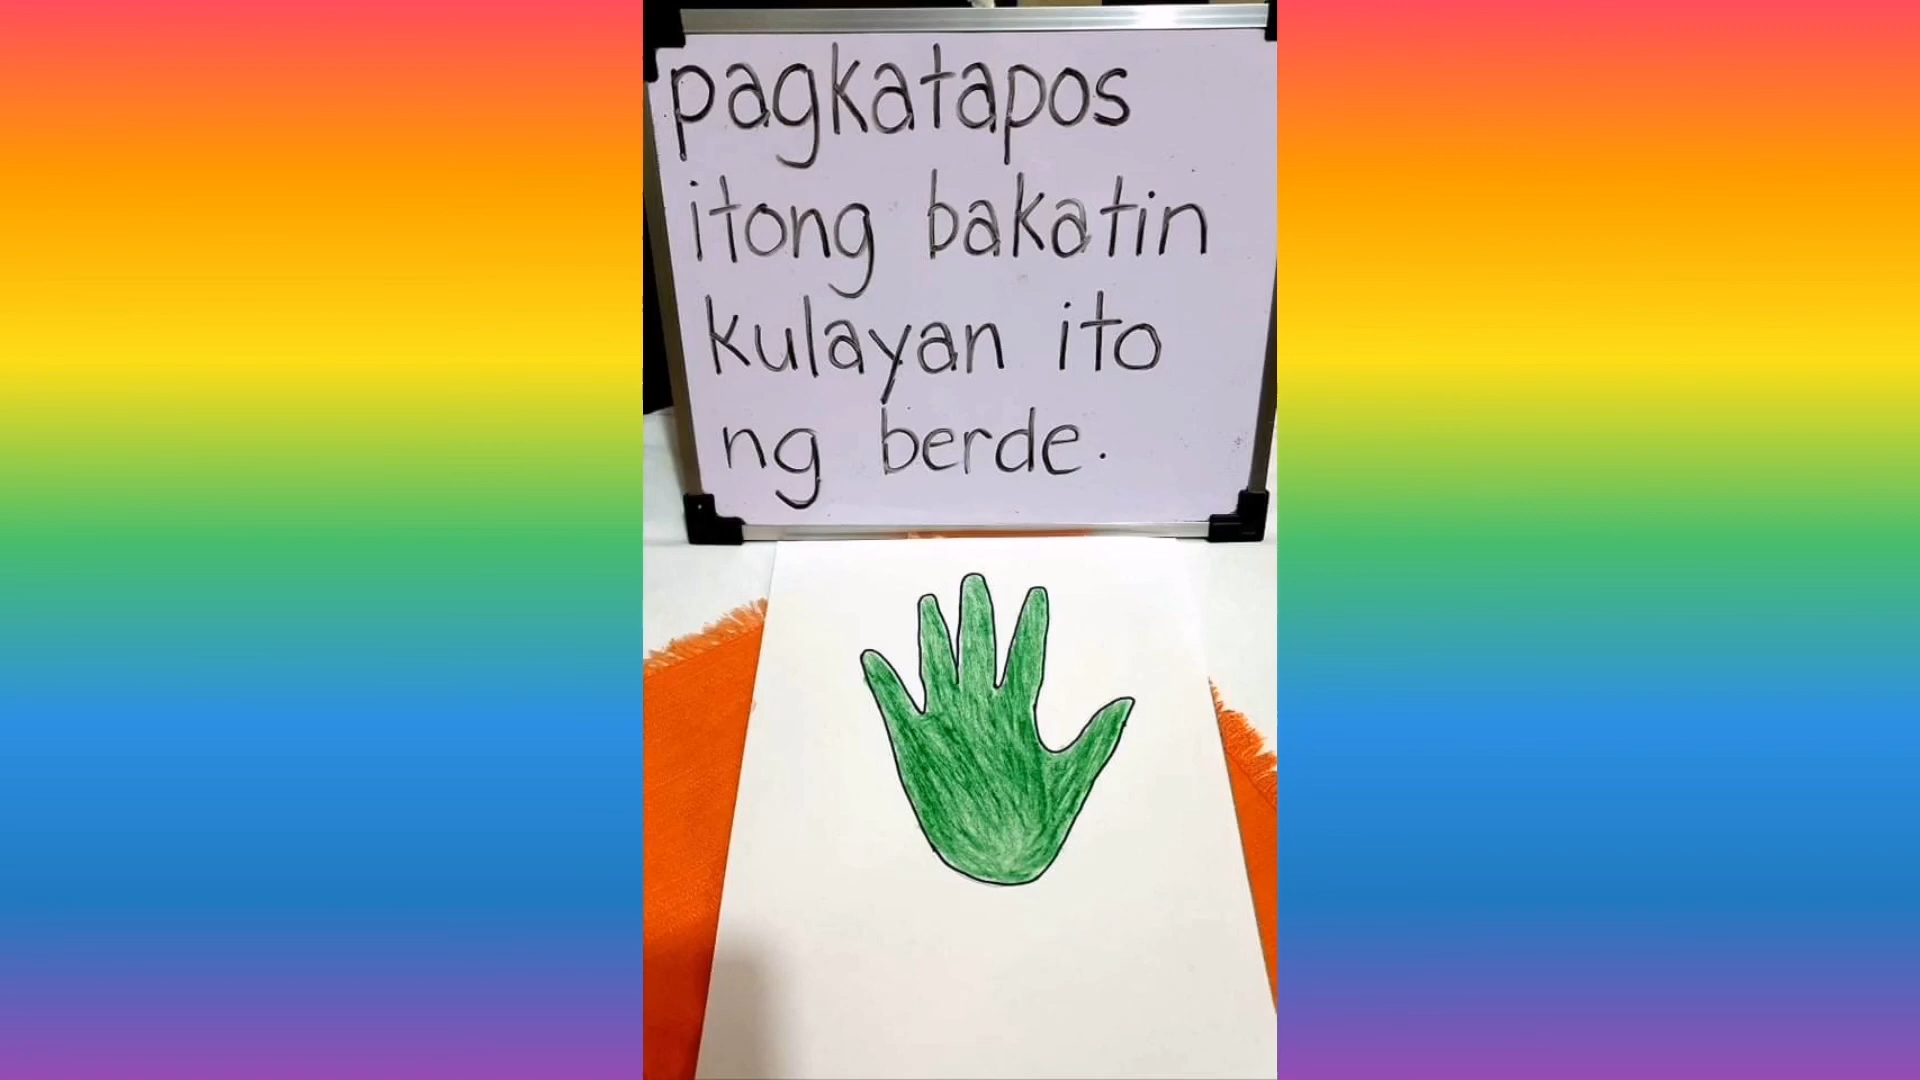 pagkatapos
itong bakatin
kulayan ito
ng berde.